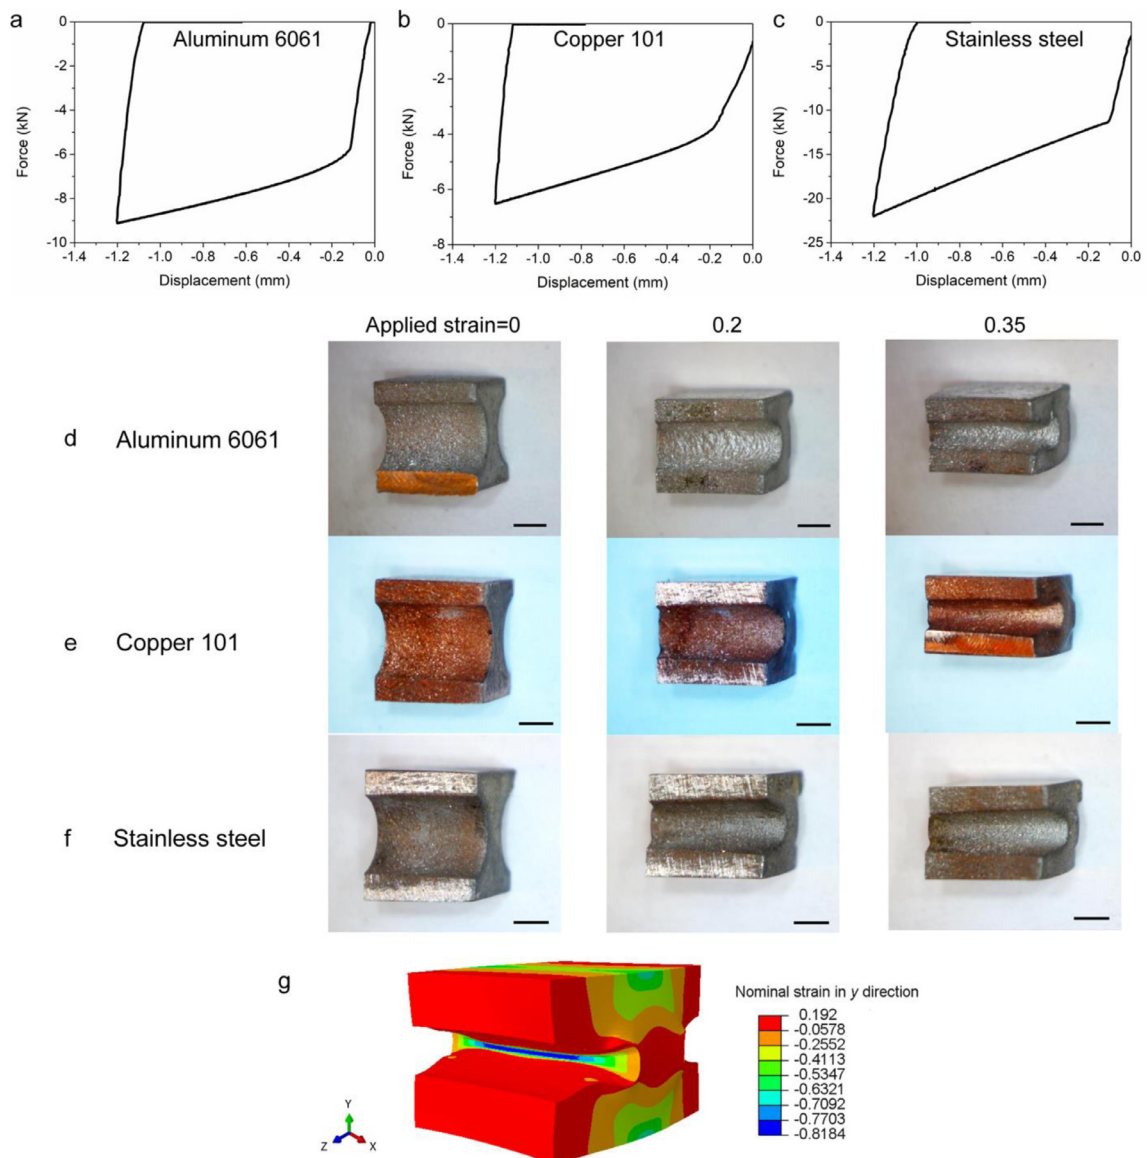 a
Aluminum 6061
0
-2
-4
-6
-8
-10
Force (kN)
-1.4 -1.2 -1.0 -0.8 -0.6 -0.4 -0.2 0.0
Displacement (mm)
b
Copper 101
0
-2
-4
-6
-8
Force (kN)
-1.4 -1.2 -1.0 -0.8 -0.6 -0.4 -0.2 0.0
Displacement (mm)
c
Stainless steel
0
-5
-10
-15
-20
-25
Force (kN)
-1.4 -1.2 -1.0 -0.8 -0.6 -0.4 -0.2 0.0
Displacement (mm)
Applied strain=0 0.2 0.35
d Aluminum 6061
e Copper 101
f Stainless steel
g
Nominal strain in y direction
0.192
-0.0578
-0.2552
-0.4113
-0.5347
-0.6321
-0.7092
-0.7703
-0.8184
Y
Z X